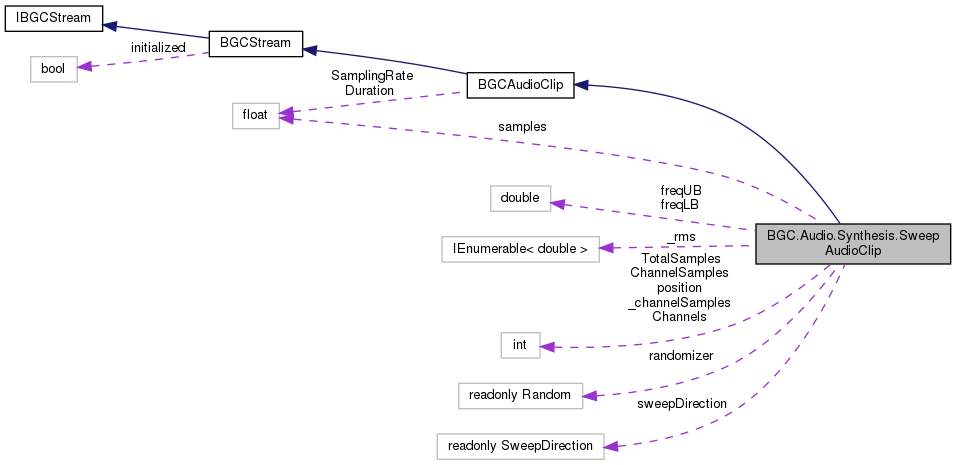 IBGCStream
initialized
BGCStream
bool
SamplingRate
Duration
BGCAudioClip
float
samples
double
freqUB
freqLB
BGC.Audio.Synthesis.Sweep
AudioClip
_rms
IEnumerable< double >
TotalSamples
ChannelSamples
position
_channelSamples
Channels
int
randomizer
readonly Random
sweepDirection
readonly SweepDirection